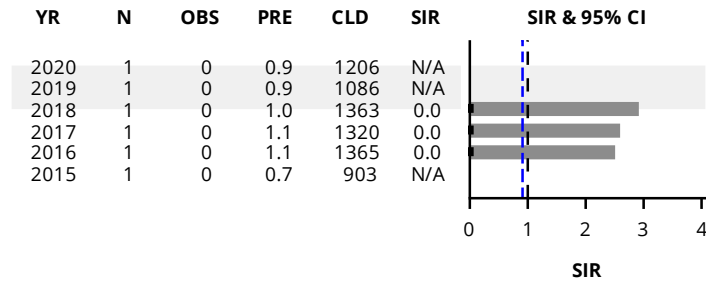 YR N OBS PRE CLD SIR SIR & 95% CI
2020 1 0 0.9 1206 N/A
2019 1 0 0.9 1086 N/A
2018 1 0 1.0 1363 0.0
2017 1 0 1.1 1320 0.0
2016 1 0 1.1 1365 0.0
2015 1 0 0.7 903 N/A
0 1 2 3 4
SIR